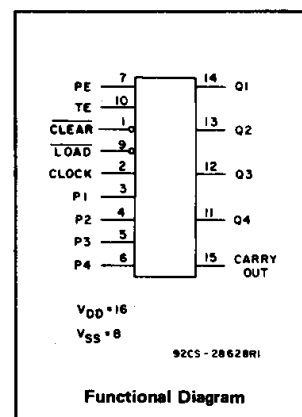 PE 7
TE 10
CLEAR 1
LOAD 9
CLOCK 2
P1 3
P2 4
P3 5
P4 6
14 Q1
13 Q2
12 Q3
11 Q4
15 CARRY
OUT
VDD = 16
VSS = 8
92CS-28628R1
Functional Diagram